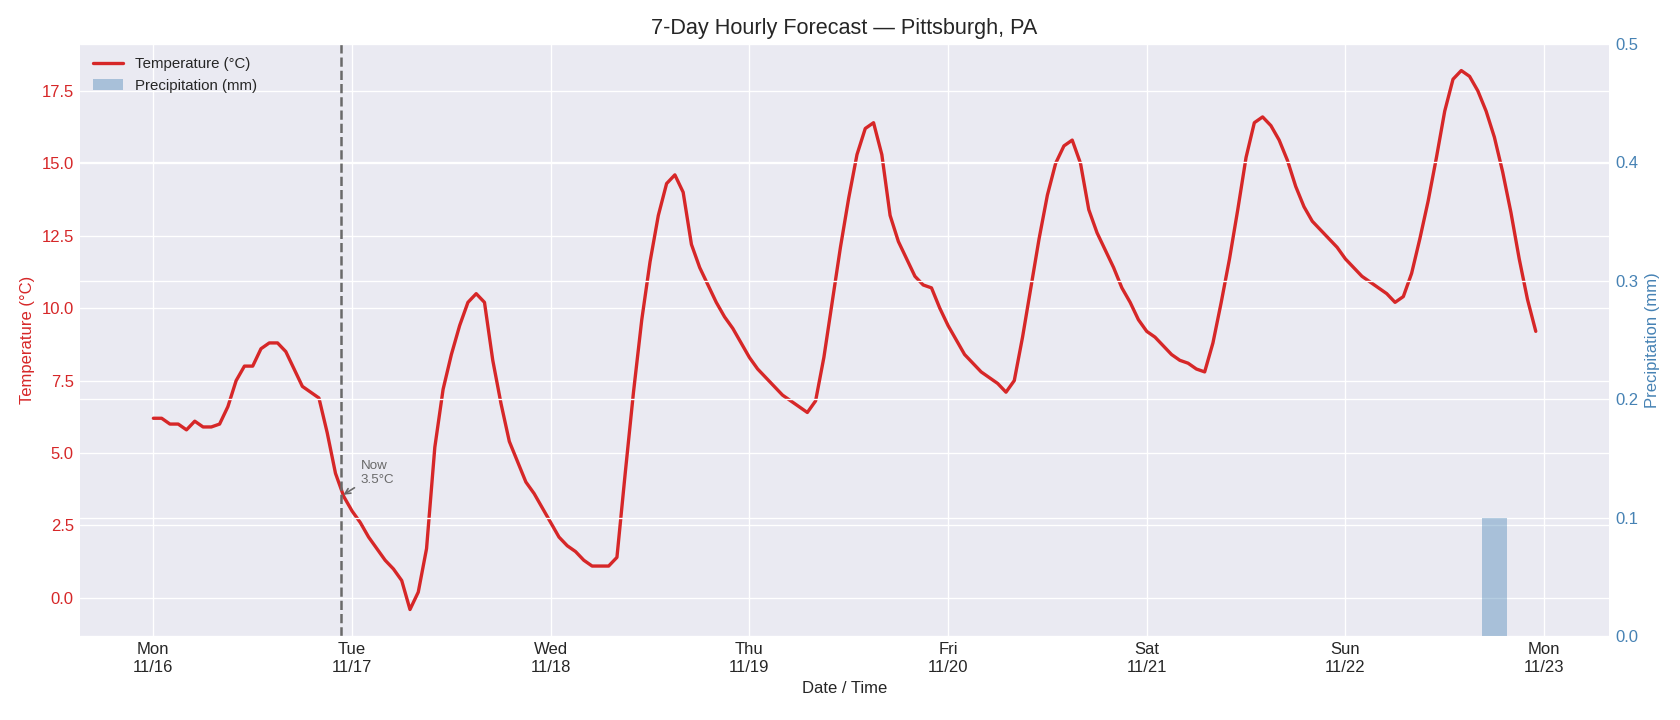 7-Day Hourly Forecast — Pittsburgh, PA
Temperature (°C)
Precipitation (mm)
17.5
15.0
12.5
10.0
7.5
5.0
2.5
0.0
Temperature (°C)
0.5
0.4
0.3
0.2
0.1
0.0
Precipitation (mm)
Now
3.5°C
Mon
11/16
Tue
11/17
Wed
11/18
Thu
11/19
Fri
11/20
Sat
11/21
Sun
11/22
Mon
11/23
Date / Time